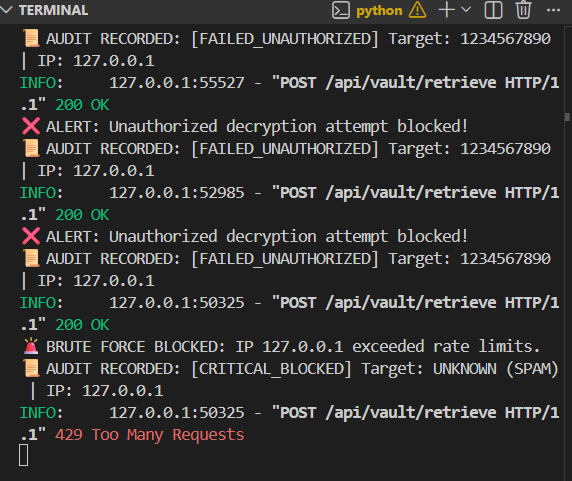 TERMINAL
python
📜 AUDIT RECORDED: [FAILED_UNAUTHORIZED] Target: 1234567890
| IP: 127.0.0.1
INFO:     127.0.0.1:55527 - "POST /api/vault/retrieve HTTP/1
.1" 200 OK
❌ ALERT: Unauthorized decryption attempt blocked!
📜 AUDIT RECORDED: [FAILED_UNAUTHORIZED] Target: 1234567890
| IP: 127.0.0.1
INFO:     127.0.0.1:52985 - "POST /api/vault/retrieve HTTP/1
.1" 200 OK
❌ ALERT: Unauthorized decryption attempt blocked!
📜 AUDIT RECORDED: [FAILED_UNAUTHORIZED] Target: 1234567890
| IP: 127.0.0.1
INFO:     127.0.0.1:50325 - "POST /api/vault/retrieve HTTP/1
.1" 200 OK
🚨 BRUTE FORCE BLOCKED: IP 127.0.0.1 exceeded rate limits.
📜 AUDIT RECORDED: [CRITICAL_BLOCKED] Target: UNKNOWN (SPAM)
| IP: 127.0.0.1
INFO:     127.0.0.1:50325 - "POST /api/vault/retrieve HTTP/1
.1" 429 Too Many Requests